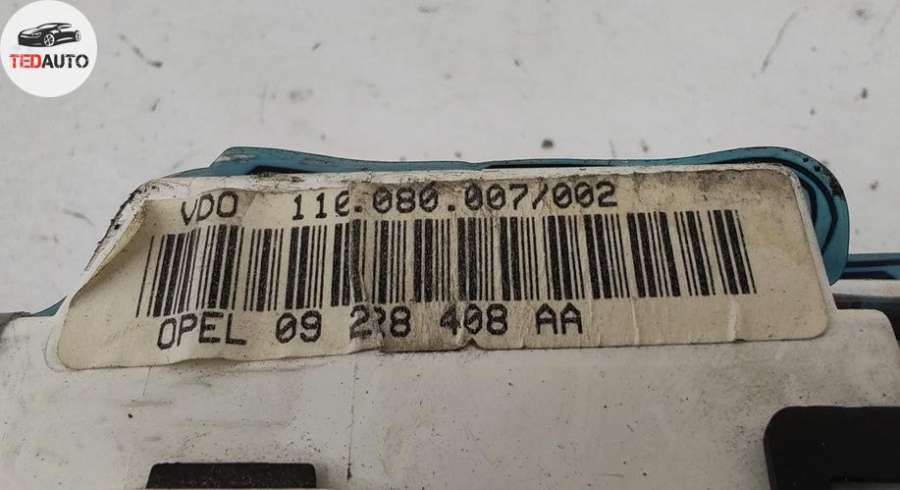 TEDAUTO
VDO 110.080.007/002
OPEL 09 228 408 AA